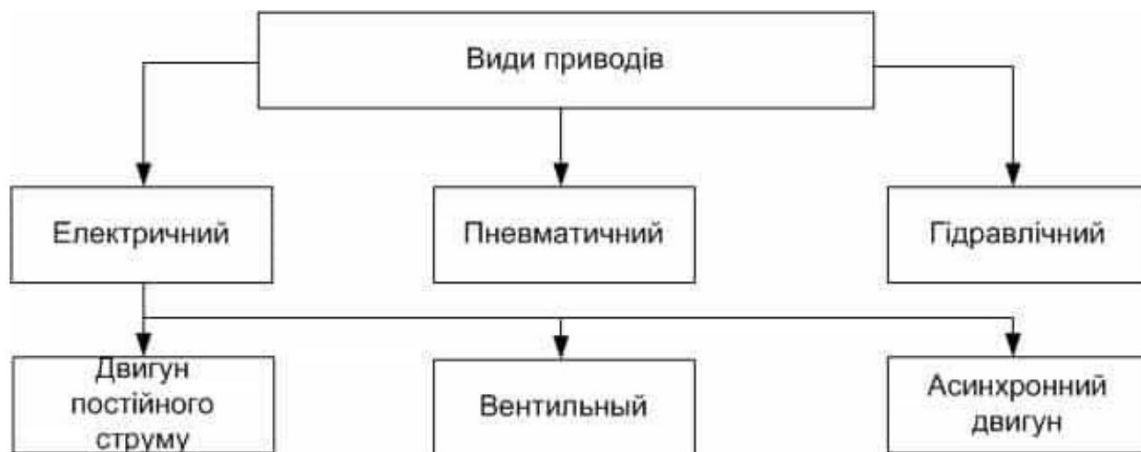 Види приводів
Електричний
Пневматичний
Гідравлічний
Двигун
постійного
струму
Вентильный
Асинхронний
двигун